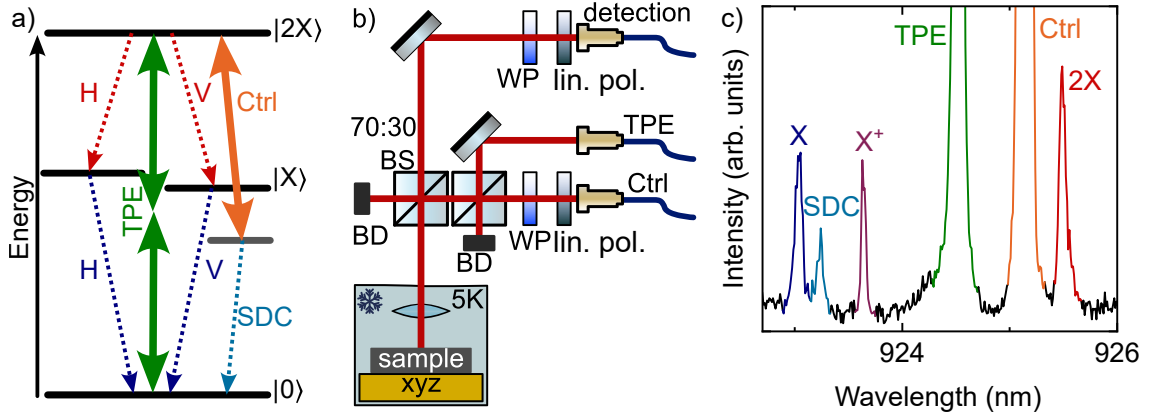 a)
|2X⟩
H
V
Ctrl
|X⟩
TPE
Energy
H
V
SDC
|0⟩
b)
detection
WP
lin. pol.
70:30
BS
TPE
Ctrl
BD
WP
lin. pol.
BD
5K
sample
xyz
c)
TPE
Ctrl
2X
X
X⁺
SDC
Intensity (arb. units)
924
926
Wavelength (nm)